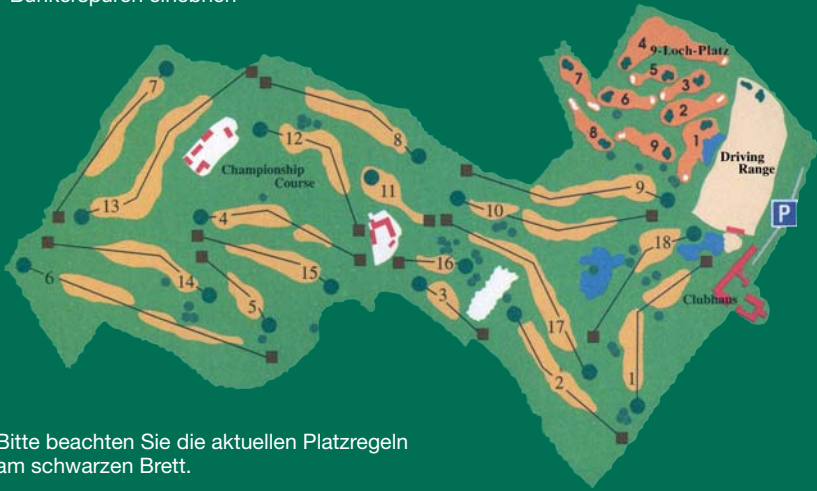 4 9-Loch-Platz
7
5
3
6
2
8
9
1
Driving
Range
P
7
12
8
Championship
Course
11
13
4
10
9
18
6
14
15
16
5
3
Clubhaus
17
2
1
Bitte beachten Sie die aktuellen Platzregeln
am schwarzen Brett.